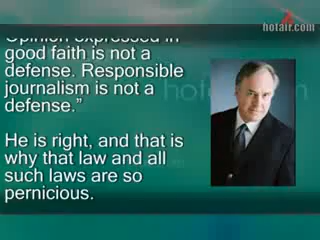 hotair.com
Opinion expressed in
good faith is not a
defense. Responsible
journalism is not a
defense."
He is right, and that is
why that law and all
such laws are so
pernicious.